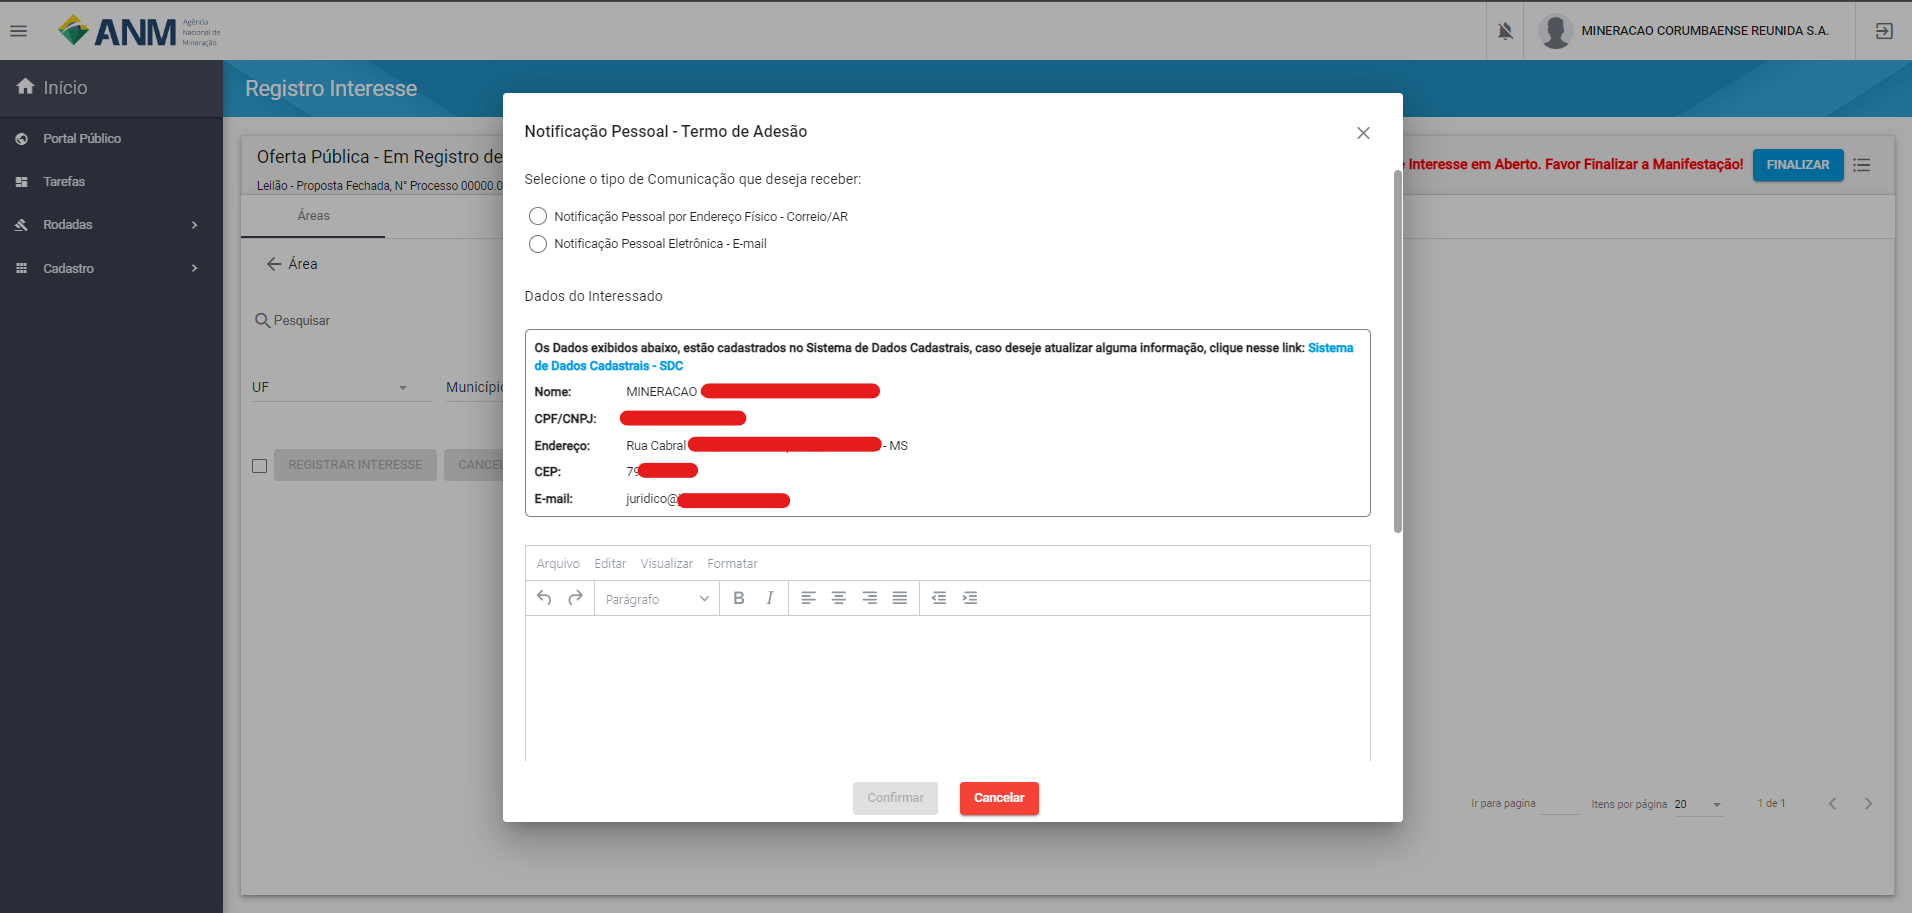 ANM
Agência
Nacional de
Mineração
MINERACAO CORUMBAENSE REUNIDA S.A.
Início
Portal Público
Tarefas
Rodadas
Cadastro
Registro Interesse
Oferta Pública - Em Registro de
Leilão - Proposta Fechada, N° Processo 00000.0
Interesse em Aberto. Favor Finalizar a Manifestação!
FINALIZAR
Áreas
Área
Pesquisar
UF
Município
REGISTRAR INTERESSE
CANCEL
Notificação Pessoal - Termo de Adesão
Selecione o tipo de Comunicação que deseja receber:
Notificação Pessoal por Endereço Físico - Correio/AR
Notificação Pessoal Eletrônica - E-mail
Dados do Interessado
Os Dados exibidos abaixo, estão cadastrados no Sistema de Dados Cadastrais, caso deseje atualizar alguma informação, clique nesse link: Sistema
de Dados Cadastrais - SDC
Nome: MINERACAO
CPF/CNPJ:
Endereço: Rua Cabral - MS
CEP: 79
E-mail: juridico@
Arquivo Editar Visualizar Formatar
Parágrafo B I
Confirmar
Cancelar
Ir para pagina
Itens por página 20
1 de 1